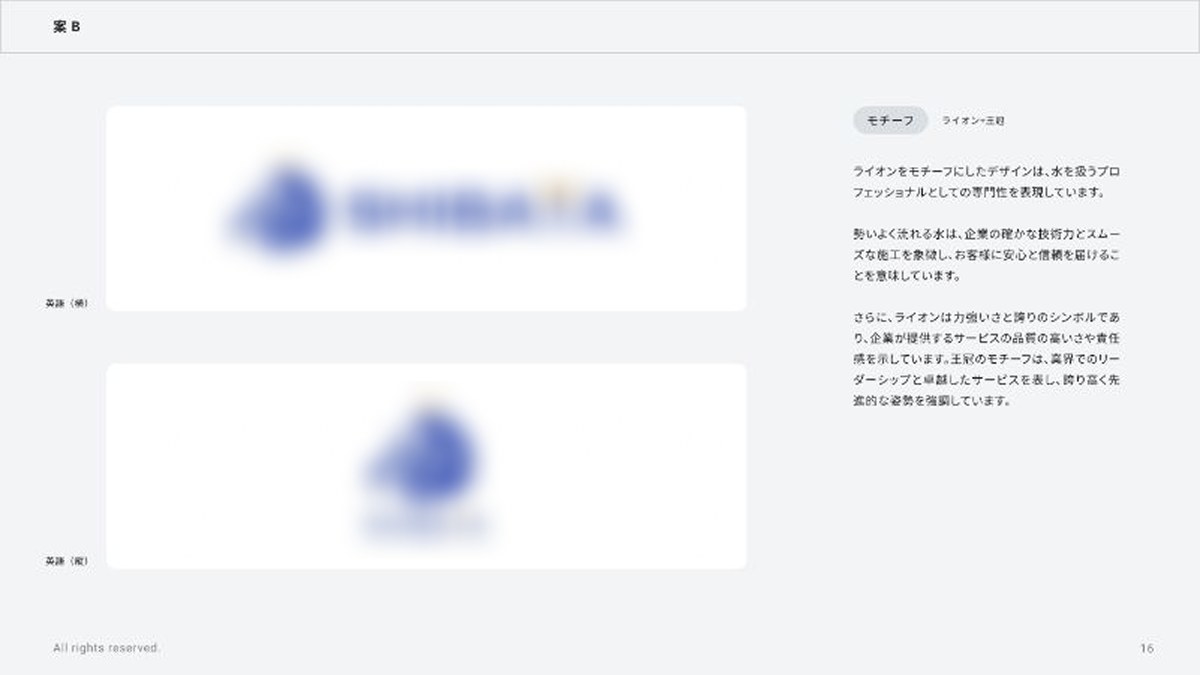 案 B
モチーフ
ライオン+王冠
ライオンをモチーフにしたデザインは、水を扱うプロ
フェッショナルとしての専門性を表現しています。
勢いよく流れる水は、企業の確かな技術力とスムー
ズな施工を象徴し、お客様に安心と信頼を届けるこ
とを意味しています。
さらに、ライオンは力強いさと誇りのシンボルであ
り、企業が提供するサービスの品質の高いさや責任
感を示しています。王冠のモチーフは、業界でのリー
ダーシップと卓越したサービスを表し、誇り高く先
進的な姿勢を強調しています。
英語（横）
英語（縦）
All rights reserved.
16